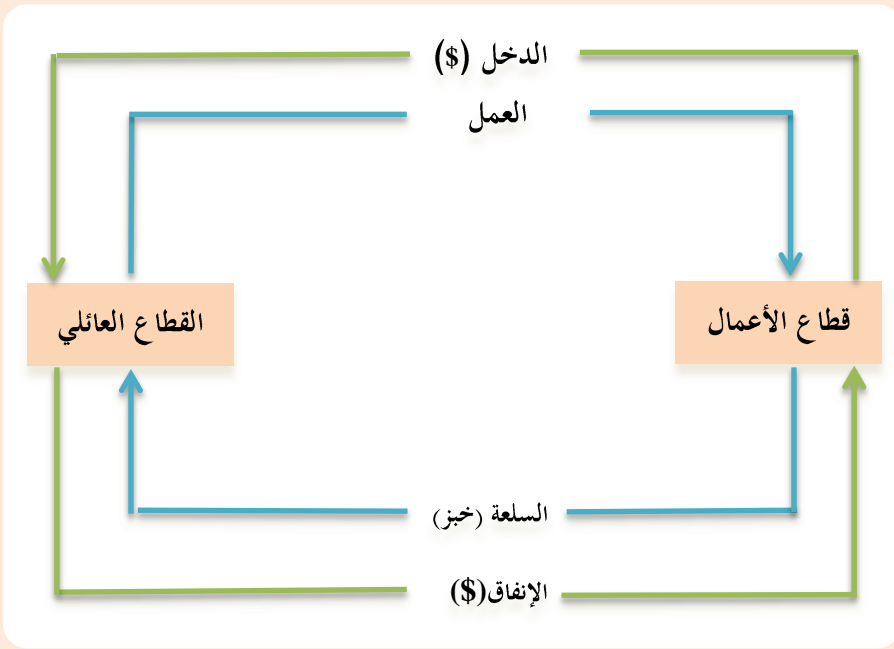 الدخل ($)
العمل
قطاع الأعمال
القطاع العائلي
السلعة (خبز)
الإنفاق($)